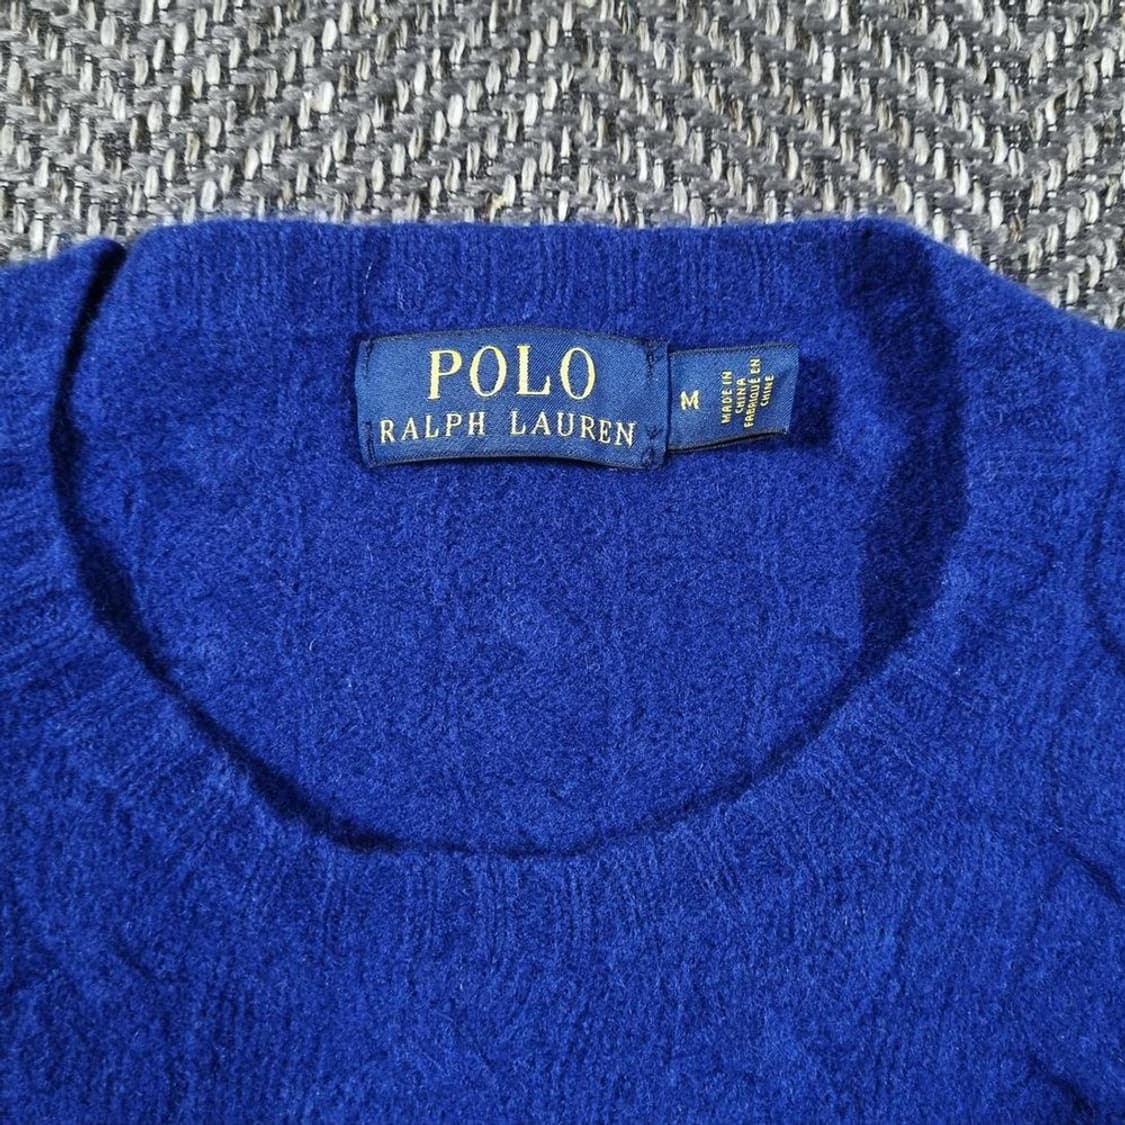 POLO
RALPH LAUREN
M
MADE IN
CHINA
FABRIQUÉ EN
CHINE